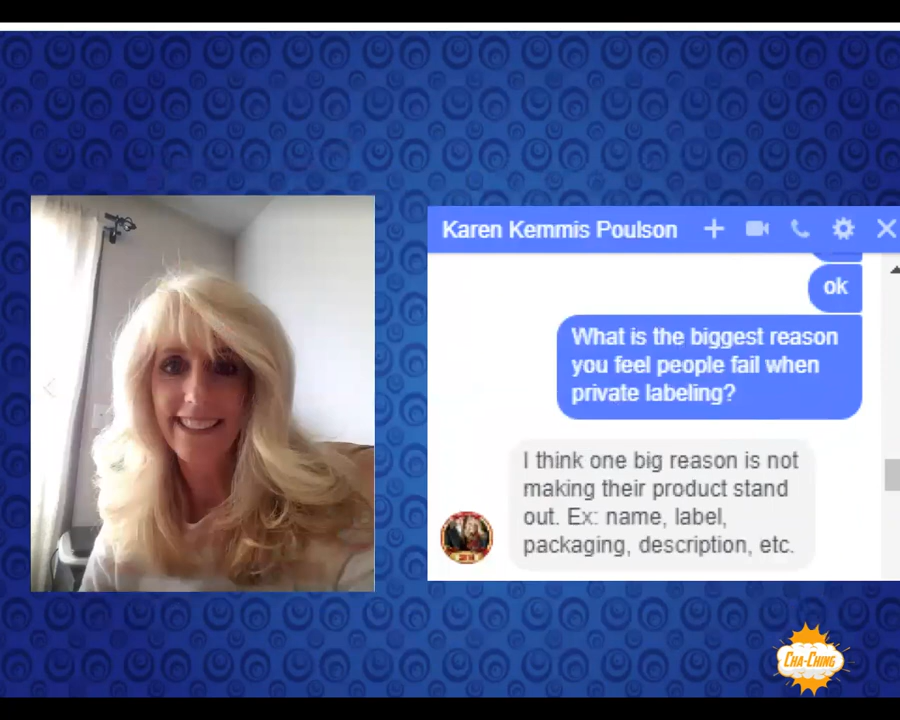 Karen Kemmis Poulson
ok
What is the biggest reason
you feel people fail when
private labeling?
I think one big reason is not
making their product stand
out. Ex: name, label,
packaging, description, etc.
CHA-CHING